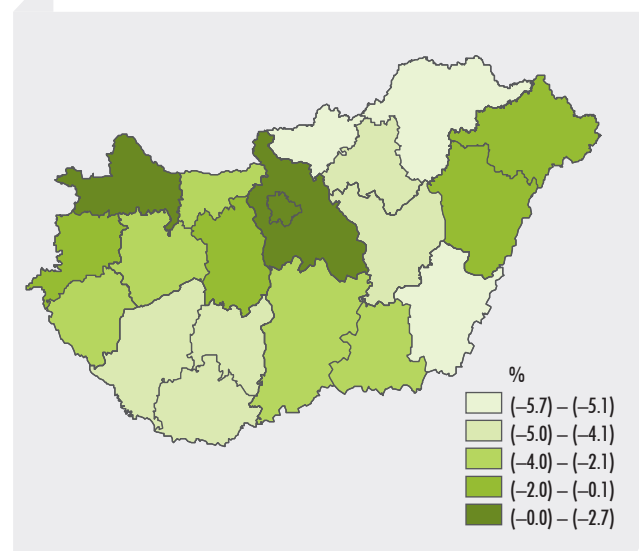 %
(–5.7) – (–5.1)
(–5.0) – (–4.1)
(–4.0) – (–2.1)
(–2.0) – (–0.1)
(–0.0) – (–2.7)